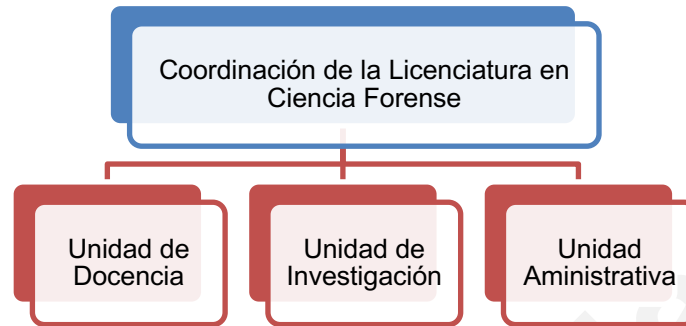 Coordinación de la Licenciatura en
Ciencia Forense
Unidad de
Docencia
Unidad de
Investigación
Unidad
Aministrativa